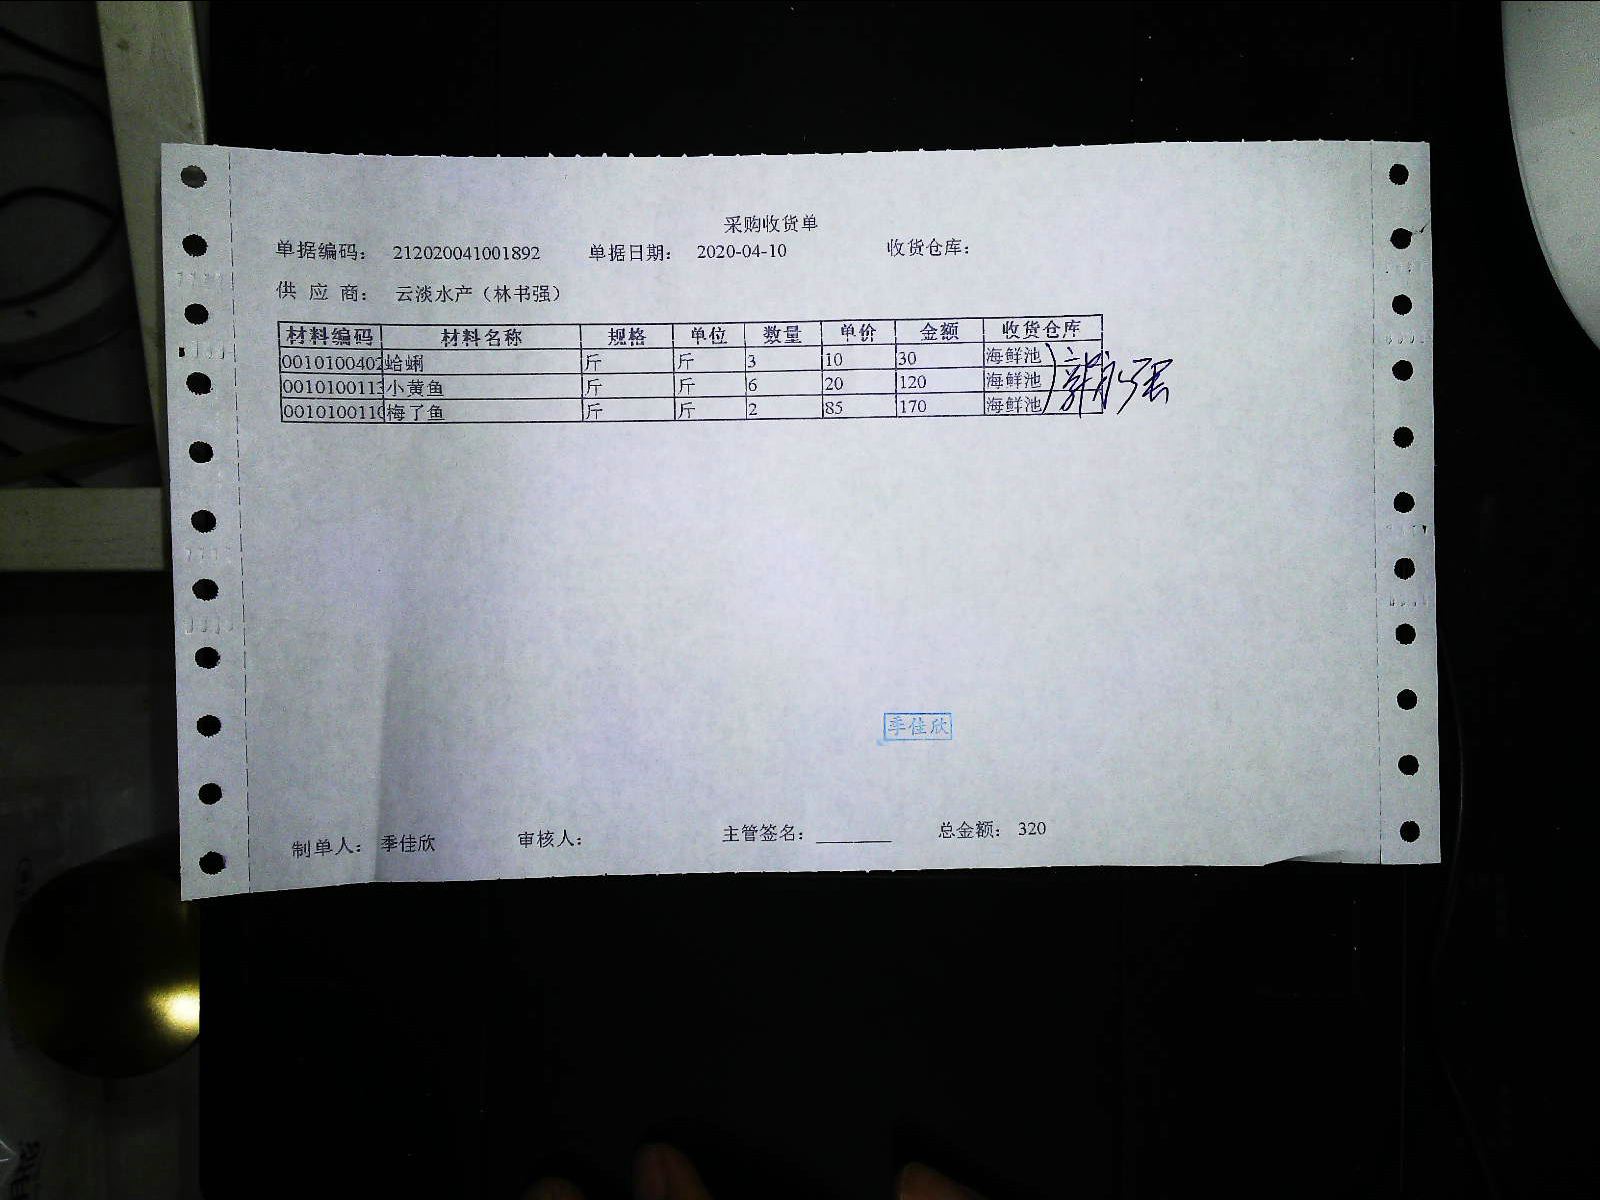 采购收货单
单据编码： 212020041001892 单据日期： 2020-04-10 收货仓库：
供 应 商： 云淡水产（林书强）
材料编码 材料名称 规格 单位 数量 单价 金额 收货仓库
0010100402 蛤蜊 斤 斤 3 10 30 海鲜池
001010011 小黄鱼 斤 斤 6 20 120 海鲜池
001010011 梅了鱼 斤 斤 2 85 170 海鲜池
季佳欣
制单人： 季佳欣 审核人： 主管签名： 总金额： 320